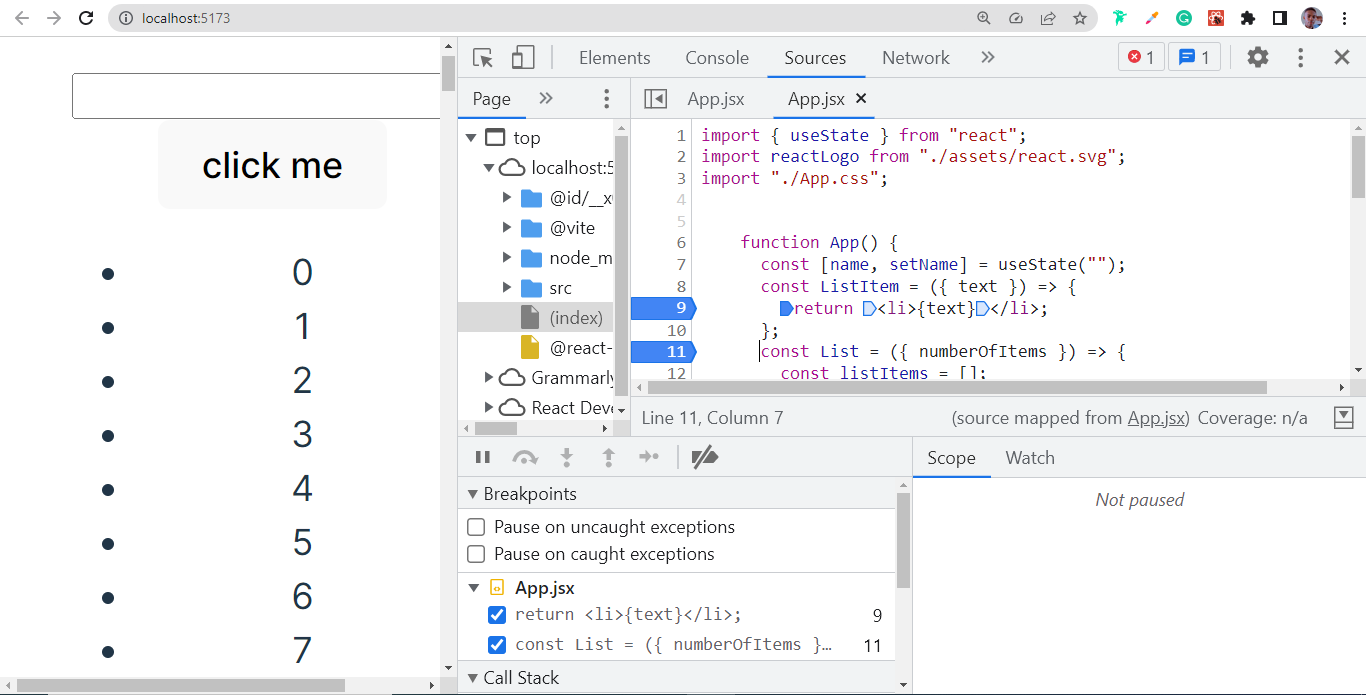 localhost:5173
click me
0
1
2
3
4
5
6
7
Elements Console Sources Network » 1 1
Page » App.jsx App.jsx ×
top
localhost:5
@id/__x
@vite
node_m
src
(index)
@react-
Grammarly
React Deve
1 import { useState } from "react";
2 import reactLogo from "./assets/react.svg";
3 import "./App.css";
4
5
6 function App() {
7 const [name, setName] = useState("");
8 const ListItem = ({ text }) => {
9 return <li>{text}</li>;
10 };
11 const List = ({ numberOfItems }) => {
12 const listItems = [];
Line 11, Column 7 (source mapped from App.jsx) Coverage: n/a
Breakpoints
Pause on uncaught exceptions
Pause on caught exceptions
App.jsx
return <li>{text}</li>; 9
const List = ({ numberOfItems }… 11
Call Stack
Scope Watch
Not paused